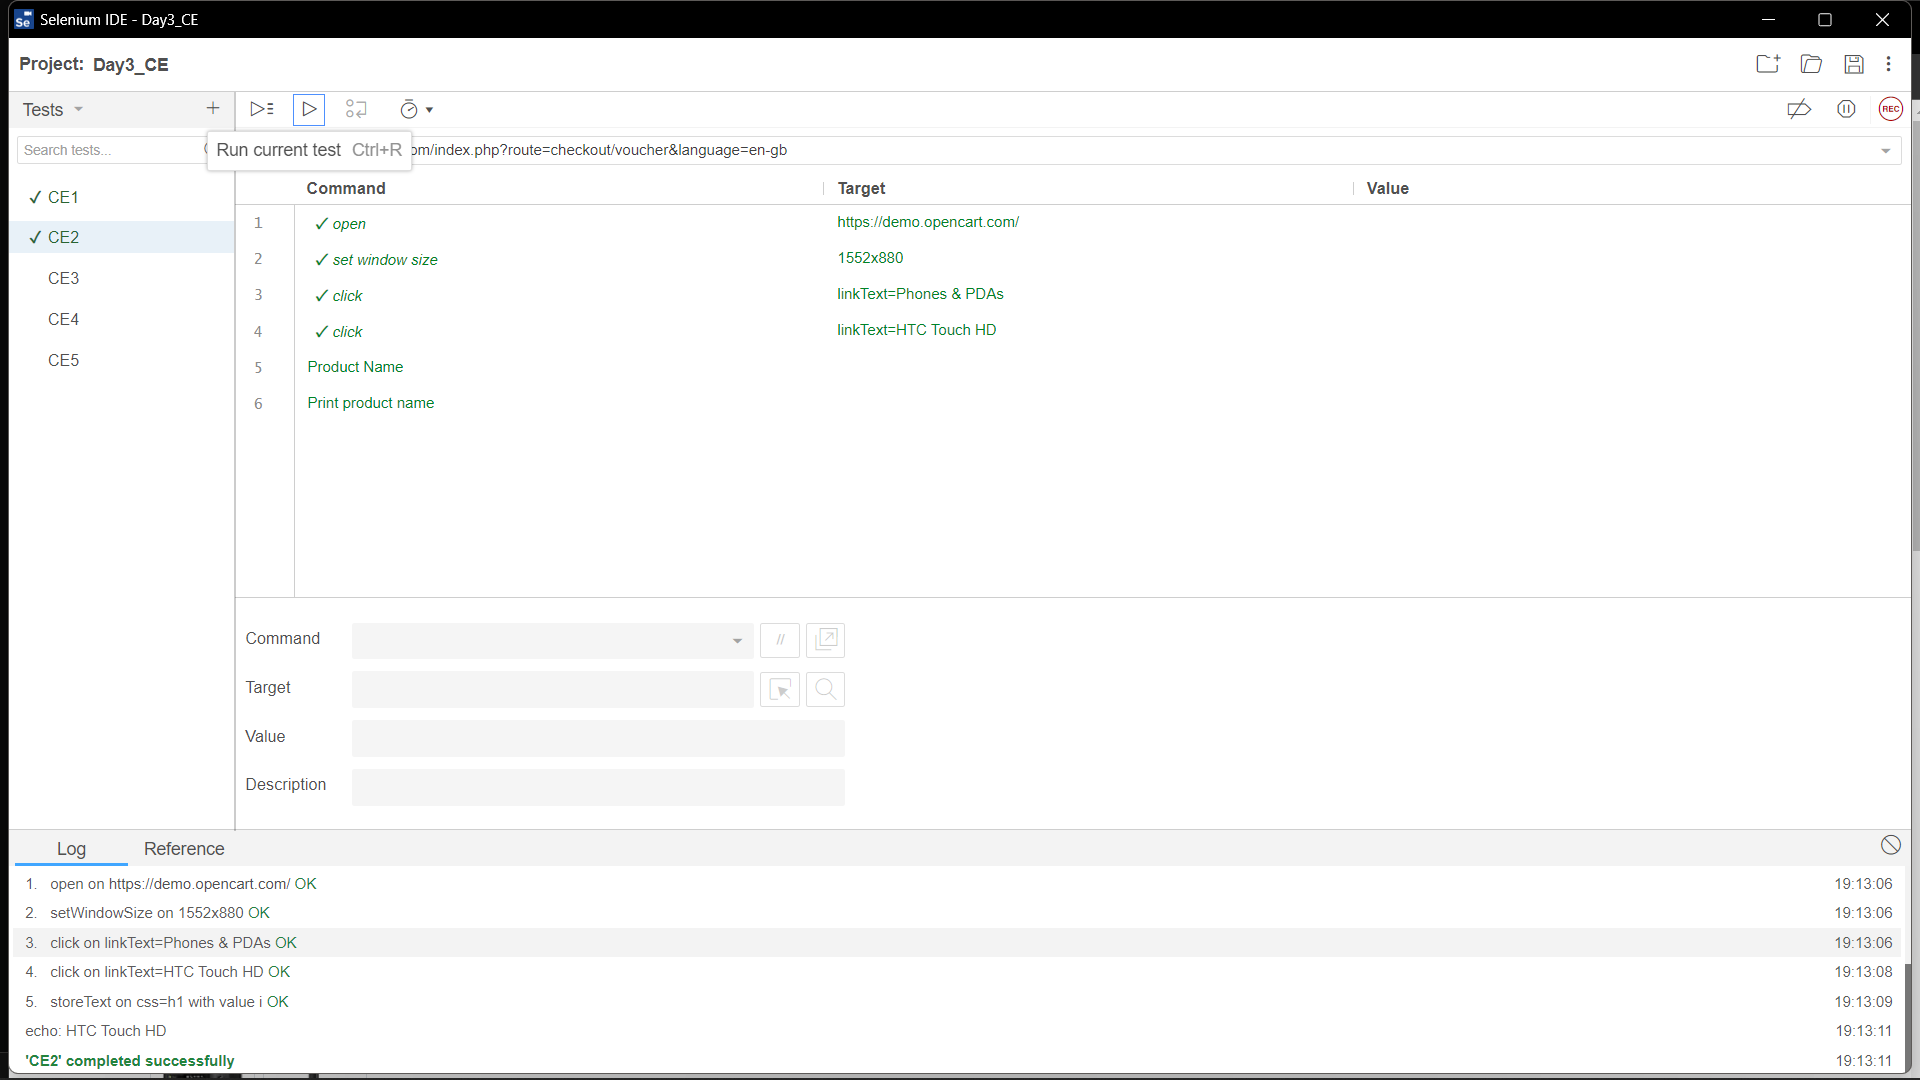 Se Selenium IDE - Day3_CE
Project: Day3_CE
Tests
Run current test Ctrl+R
Search tests...
om/index.php?route=checkout/voucher&language=en-gb
REC
✓ CE1
✓ CE2
CE3
CE4
CE5
Command Target Value
1 ✓ open https://demo.opencart.com/
2 ✓ set window size 1552x880
3 ✓ click linkText=Phones & PDAs
4 ✓ click linkText=HTC Touch HD
5 Product Name
6 Print product name
Command //
Target
Value
Description
Log Reference
1. open on https://demo.opencart.com/ OK 19:13:06
2. setWindowSize on 1552x880 OK 19:13:06
3. click on linkText=Phones & PDAs OK 19:13:06
4. click on linkText=HTC Touch HD OK 19:13:08
5. storeText on css=h1 with value i OK 19:13:09
echo: HTC Touch HD 19:13:11
'CE2' completed successfully 19:13:11